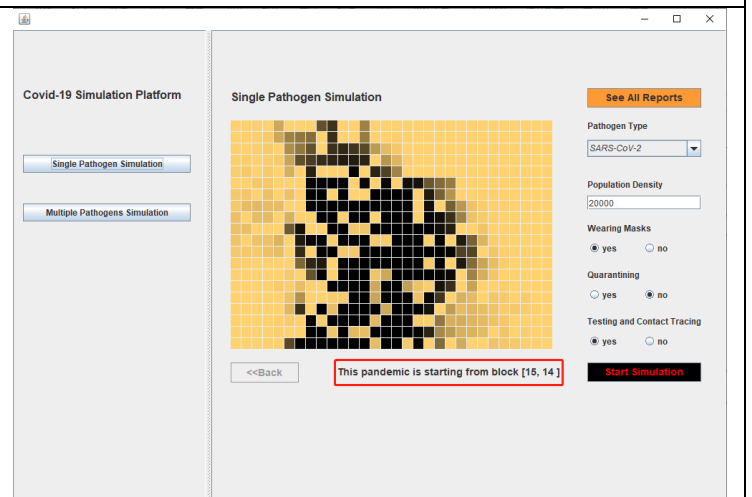 Covid-19 Simulation Platform
Single Pathogen Simulation
Multiple Pathogens Simulation
Single Pathogen Simulation
<<Back
This pandemic is starting from block [15, 14 ]
See All Reports
Pathogen Type
SARS-CoV-2
Population Density
20000
Wearing Masks
yes no
Quarantining
yes no
Testing and Contact Tracing
yes no
Start Simulation